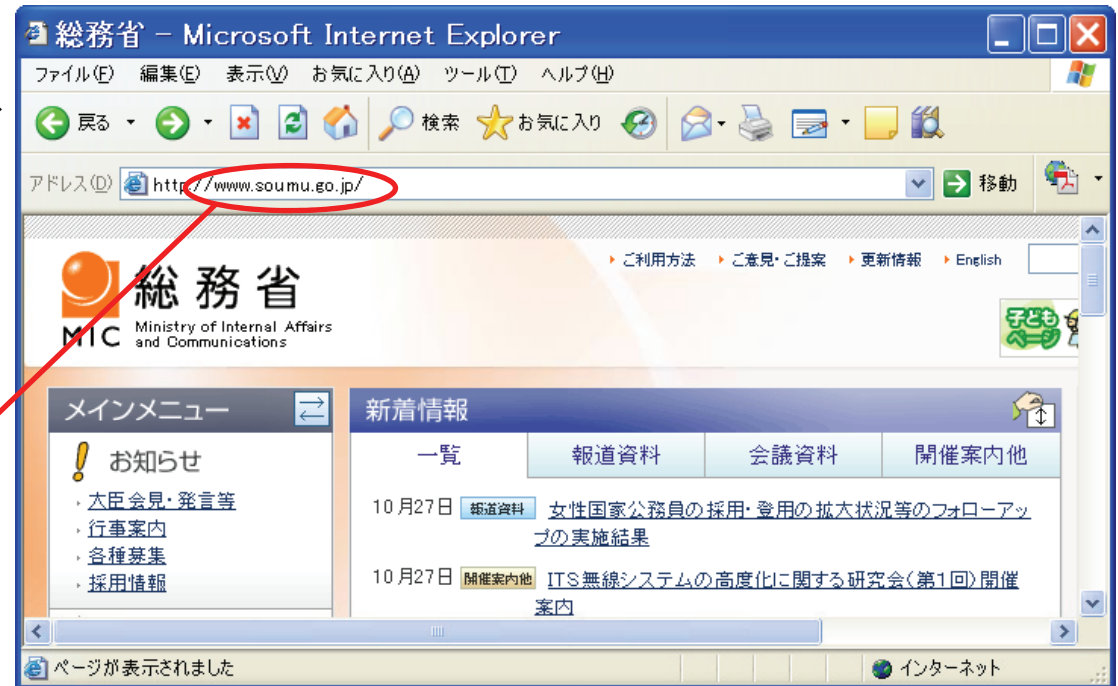 総務省 - Microsoft Internet Explorer
ファイル(F) 編集(E) 表示(V) お気に入り(A) ツール(T) ヘルプ(H)
戻る 検索 お気に入り
アドレス(D) http://www.soumu.go.jp/ 移動
ご利用方法 ご意見・ご提案 更新情報 English
総務省
MIC Ministry of Internal Affairs
and Communications
子ども
ページ
メインメニュー
新着情報
お知らせ
一覧 報道資料 会議資料 開催案内他
大臣会見・発言等
行事案内
各種募集
採用情報
10月27日 報道資料 女性国家公務員の採用・登用の拡大状況等のフォローアッ
プの実施結果
10月27日 開催案内他 ITS無線システムの高度化に関する研究会(第1回)開催
案内
ページが表示されました インターネット